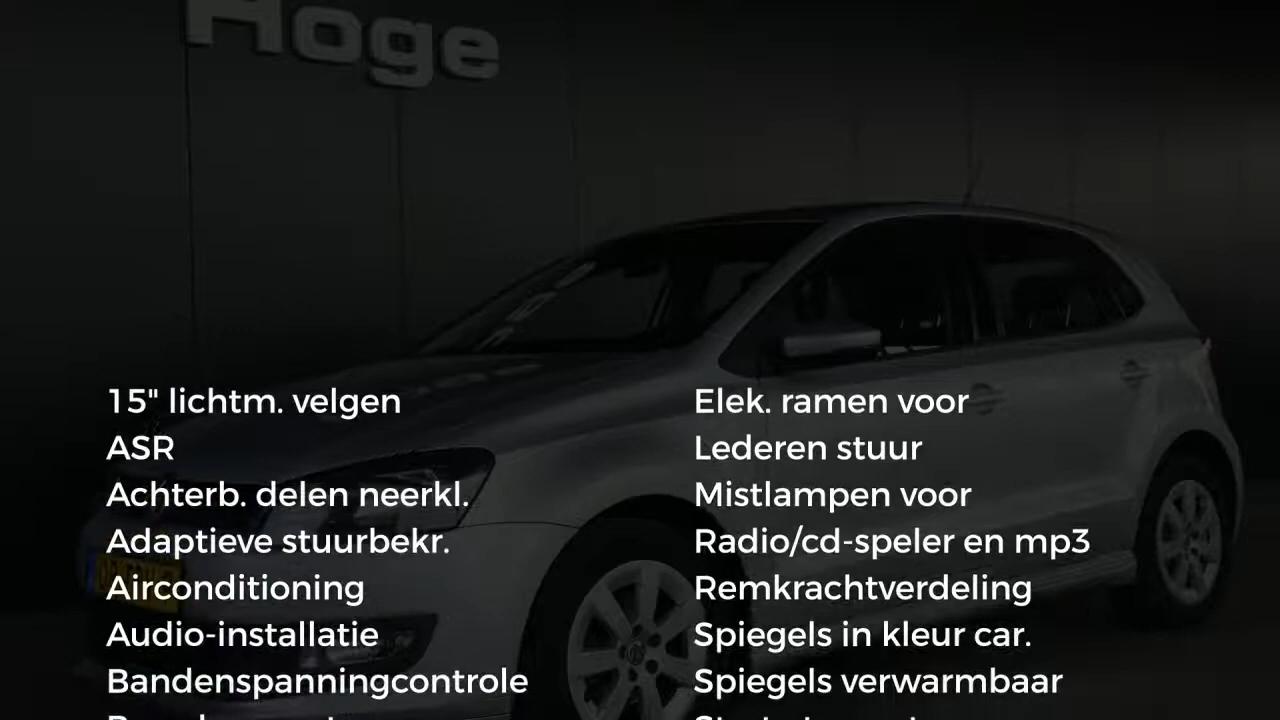 Hoge
15" lichtm. velgen
ASR
Achterb. delen neerkl.
Adaptieve stuurbekr.
Airconditioning
Audio-installatie
Bandenspanningcontrole
Elek. ramen voor
Lederen stuur
Mistlampen voor
Radio/cd-speler en mp3
Remkrachtverdeling
Spiegels in kleur car.
Spiegels verwarmbaar